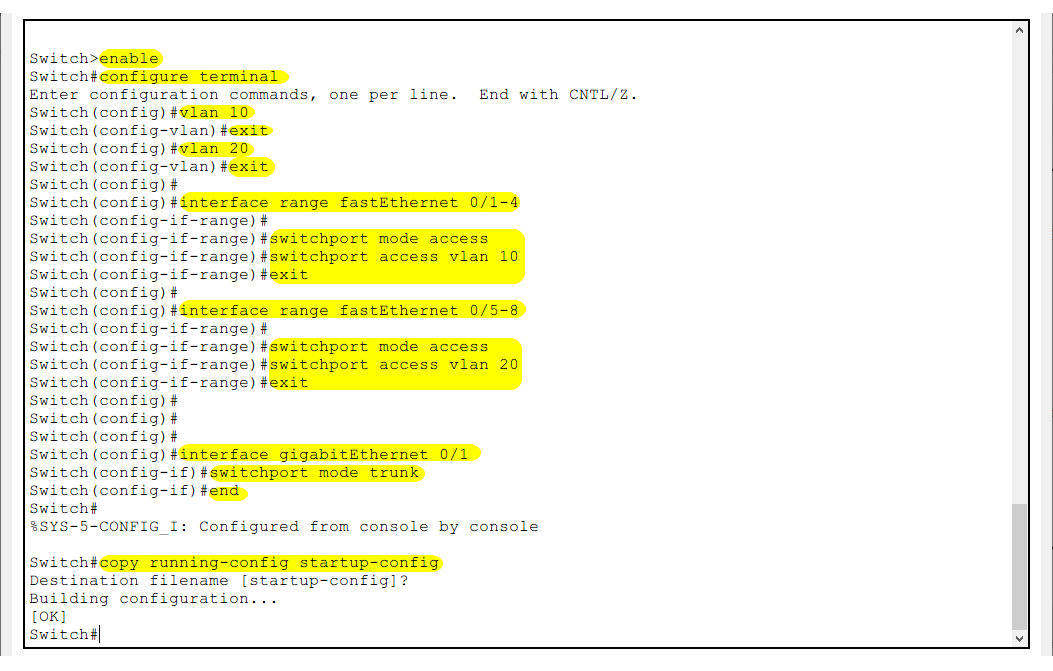 Switch>enable
Switch#configure terminal
Enter configuration commands, one per line.  End with CNTL/Z.
Switch(config)#vlan 10
Switch(config-vlan)#exit
Switch(config)#vlan 20
Switch(config-vlan)#exit
Switch(config)#
Switch(config)#interface range fastEthernet 0/1-4
Switch(config-if-range)#
Switch(config-if-range)#switchport mode access
Switch(config-if-range)#switchport access vlan 10
Switch(config-if-range)#exit
Switch(config)#
Switch(config)#interface range fastEthernet 0/5-8
Switch(config-if-range)#
Switch(config-if-range)#switchport mode access
Switch(config-if-range)#switchport access vlan 20
Switch(config-if-range)#exit
Switch(config)#
Switch(config)#
Switch(config)#
Switch(config)#interface gigabitEthernet 0/1
Switch(config-if)#switchport mode trunk
Switch(config-if)#end
Switch#
%SYS-5-CONFIG_I: Configured from console by console
Switch#copy running-config startup-config
Destination filename [startup-config]?
Building configuration...
[OK]
Switch#